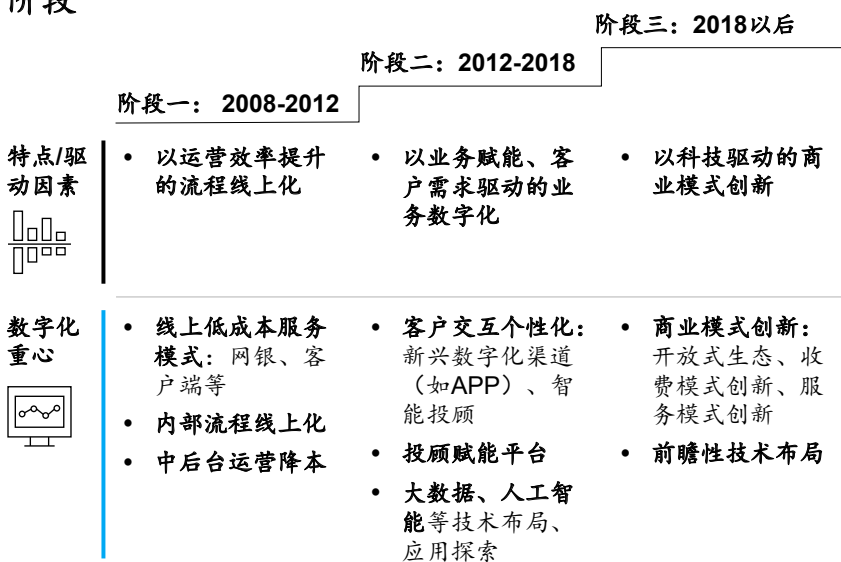 阶段
阶段三：2018以后
阶段二：2012-2018
阶段一： 2008-2012
特点/驱
动因素
• 以运营效率提升
的流程线上化
• 以业务赋能、客
户需求驱动的业
务数字化
• 以科技驱动的商
业模式创新
数字化
重心
• 线上低成本服务
模式：网银、客
户端等
• 内部流程线上化
• 中后台运营降本
• 客户交互个性化：
新兴数字化渠道
（如APP）、智
能投顾
• 投顾赋能平台
• 大数据、人工智
能等技术布局、
应用探索
• 商业模式创新：
开放式生态、收
费模式创新、服
务模式创新
• 前瞻性技术布局